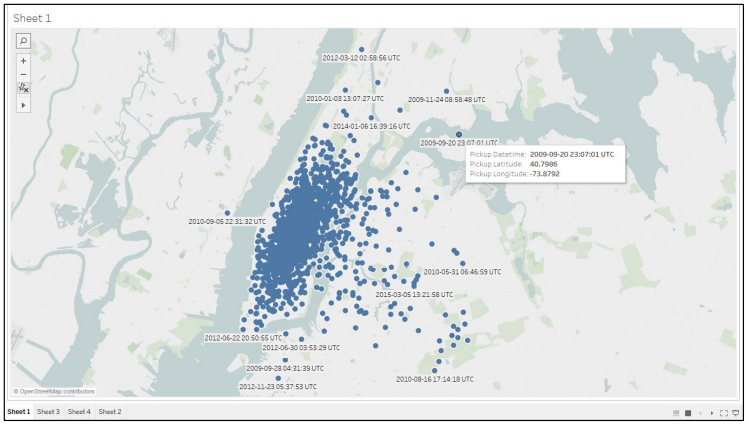 Sheet 1
2012-03-12 02:58:56 UTC
2010-01-03 13:07:27 UTC
2009-11-24 08:58:48 UTC
2014-01-06 16:39:16 UTC
2009-09-20 23:07:01 UTC
Pickup Datetime: 2009-09-20 23:07:01 UTC
Pickup Latitude: 40.7986
Pickup Longitude: -73.8792
2010-09-05 22:31:32 UTC
2010-05-31 06:46:59 UTC
2015-03-05 13:21:58 UTC
2012-06-22 20:50:55 UTC
2012-06-30 03:53:29 UTC
2009-09-28 04:31:39 UTC
2010-08-16 17:14:18 UTC
2012-11-23 05:37:53 UTC
© OpenStreetMap contributors
Sheet 1 Sheet 3 Sheet 4 Sheet 2